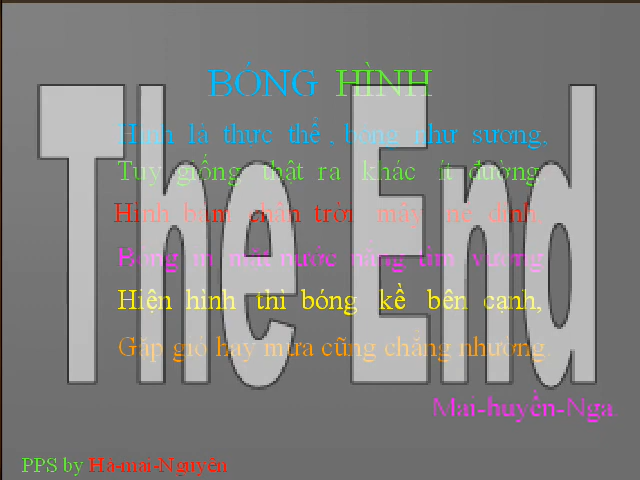 BÓNG HÌNH
Hình là thực thể, bóng như sương,
Tuy giống thật ra khác ít đường.
Hình bám chân trời mây in đỉnh,
Bóng in mặt nước nắng tìm vương.
Hiện hình thì bóng kề bên cạnh,
Gặp gió hay mưa cũng chẳng nhường.
Mai-huyền-Nga.
The End
PPS by Hà-mai-Nguyên